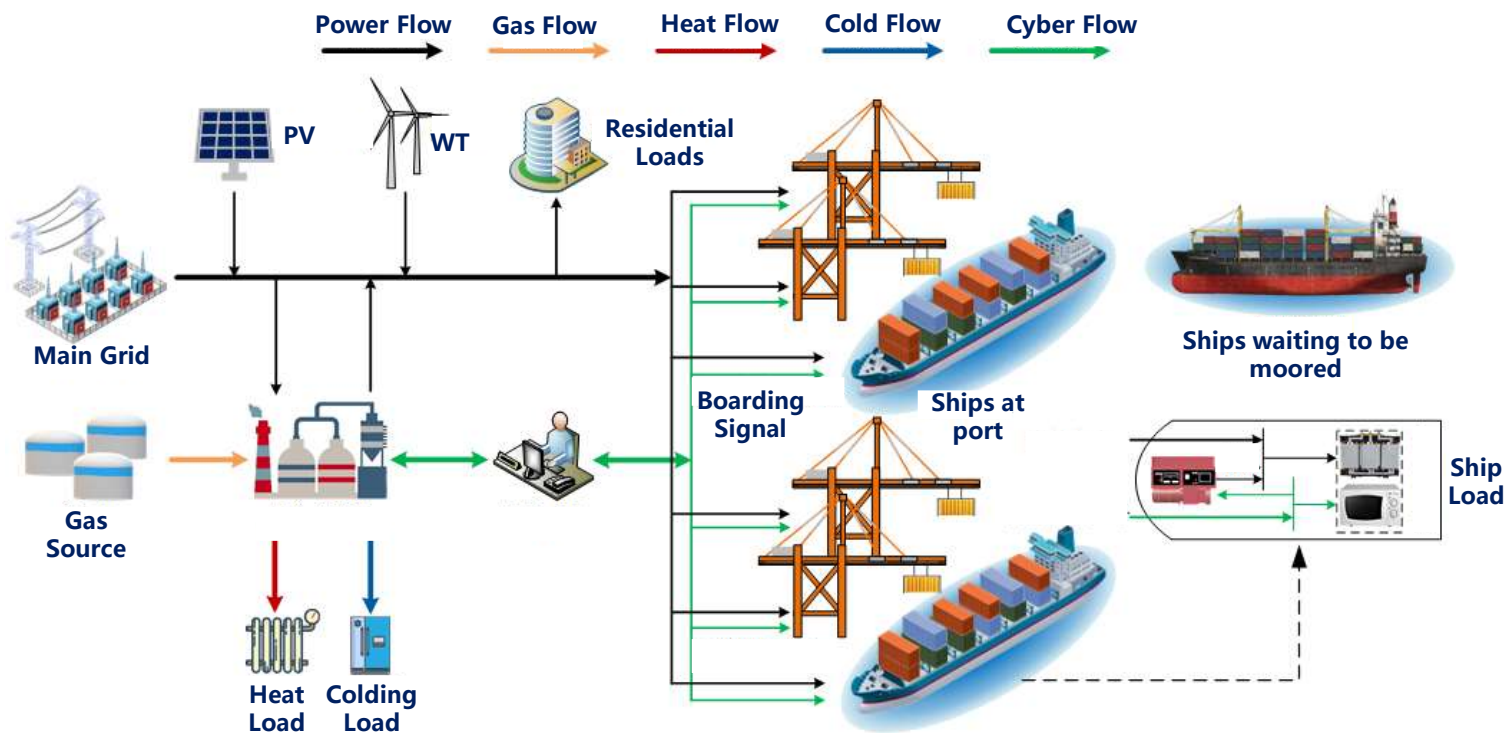 Power Flow
Gas Flow
Heat Flow
Cold Flow
Cyber Flow
PV
WT
Residential
Loads
Main Grid
Ships waiting to be
moored
Boarding
Signal
Ships at
port
Ship
Load
Gas
Source
Heat
Load
Colding
Load